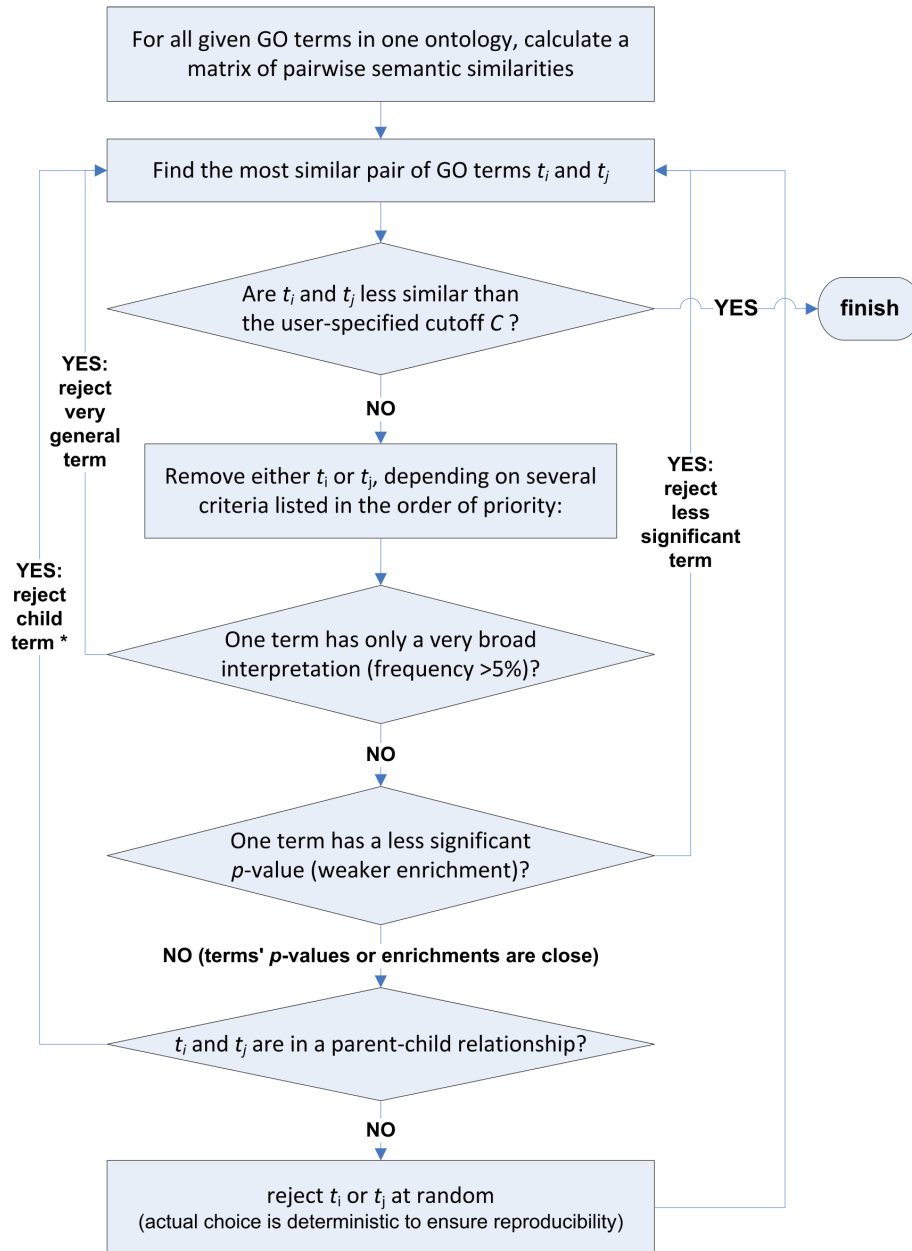 For all given GO terms in one ontology, calculate a
matrix of pairwise semantic similarities
Find the most similar pair of GO terms ti and tj
Are ti and tj less similar than
the user-specified cutoff C ?
YES
finish
NO
YES:
reject
very
general
term
Remove either ti or tj, depending on several
criteria listed in the order of priority:
YES:
reject
less
significant
term
YES:
reject
child
term *
One term has only a very broad
interpretation (frequency >5%)?
NO
One term has a less significant
p-value (weaker enrichment)?
NO (terms' p-values or enrichments are close)
ti and tj are in a parent-child relationship?
NO
reject ti or tj at random
(actual choice is deterministic to ensure reproducibility)